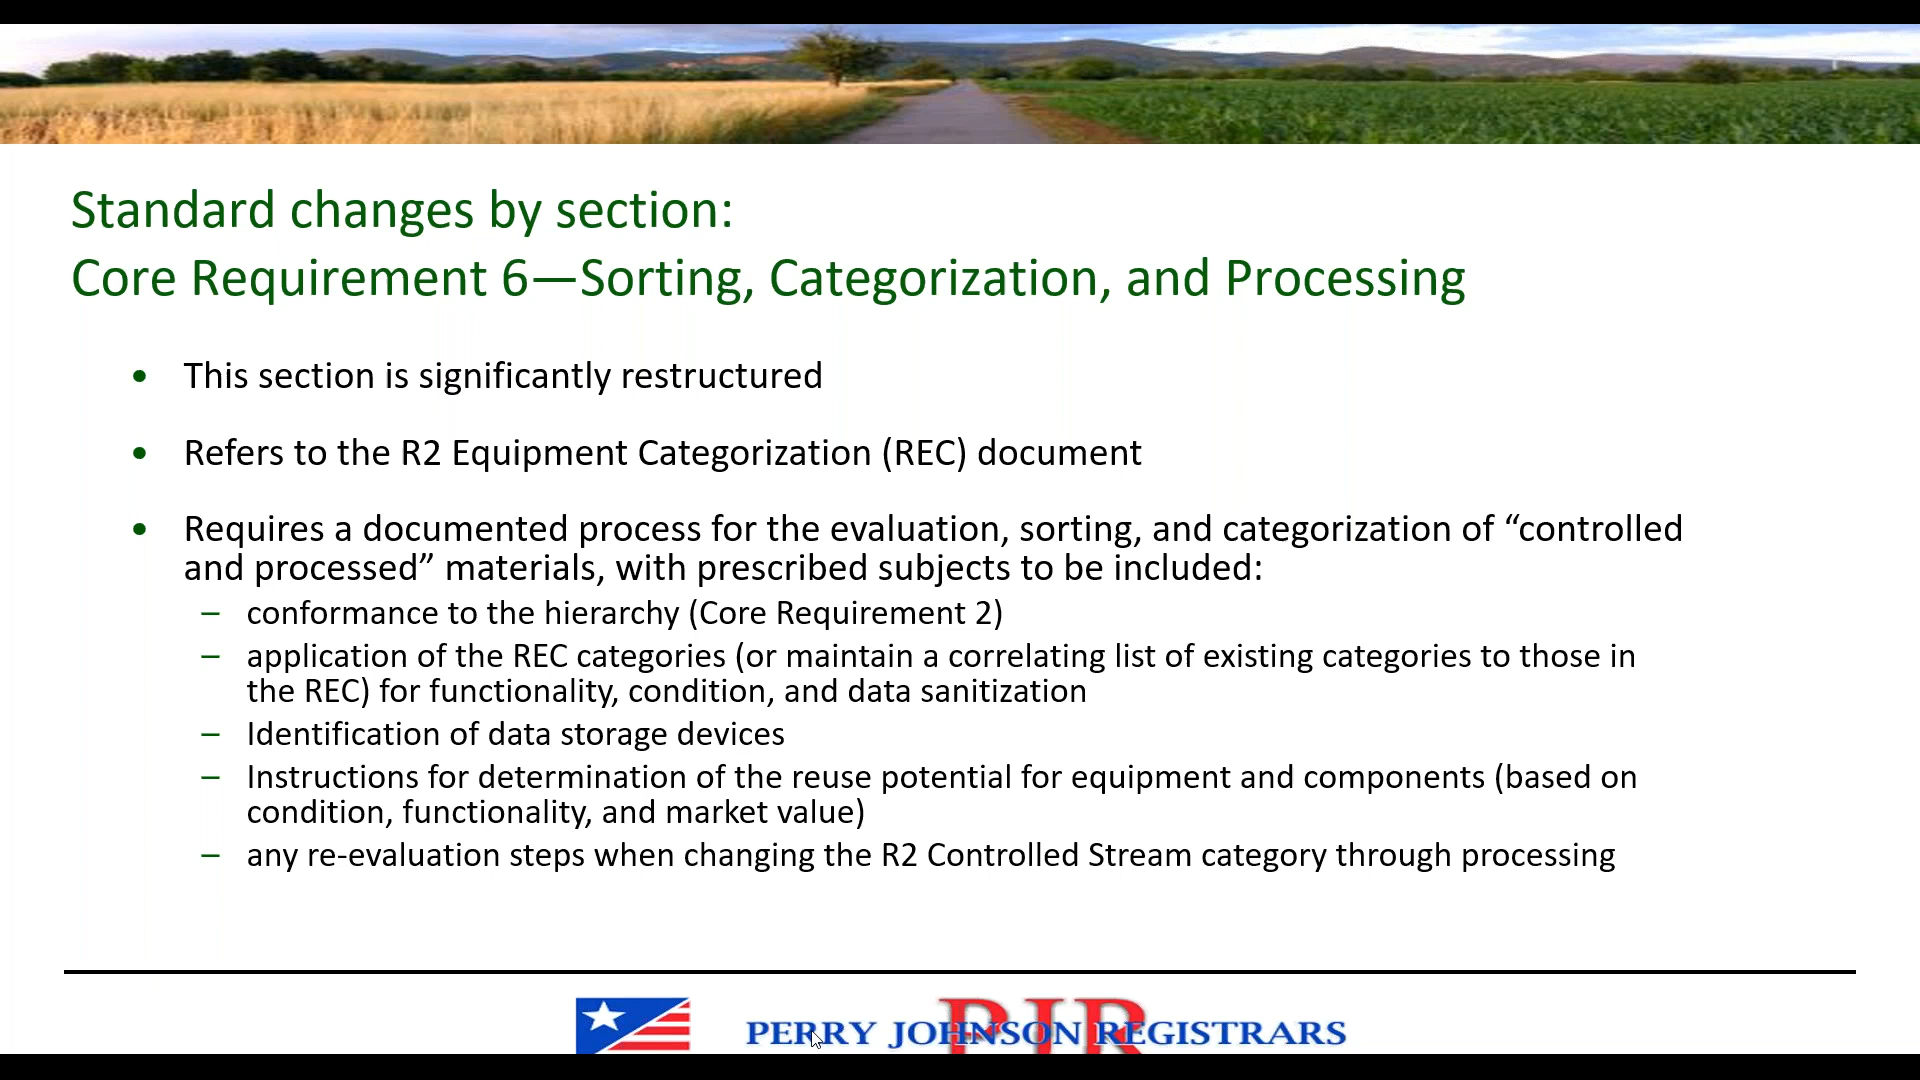 Standard changes by section:
Core Requirement 6—Sorting, Categorization, and Processing
• This section is significantly restructured
• Refers to the R2 Equipment Categorization (REC) document
• Requires a documented process for the evaluation, sorting, and categorization of “controlled
and processed” materials, with prescribed subjects to be included:
– conformance to the hierarchy (Core Requirement 2)
– application of the REC categories (or maintain a correlating list of existing categories to those in
the REC) for functionality, condition, and data sanitization
– Identification of data storage devices
– Instructions for determination of the reuse potential for equipment and components (based on
condition, functionality, and market value)
– any re-evaluation steps when changing the R2 Controlled Stream category through processing
PJR
PERRY JOHNSON REGISTRARS